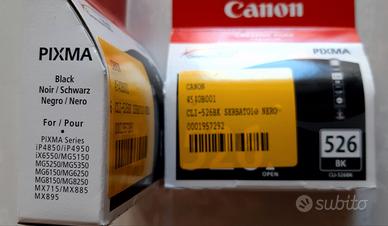 PIXMA
Black
Noir / Schwarz
Negro / Nero
For / Pour
PIXMA Series
iP4850/iP4950
iX6550/MG5150
MG5250/MG5350
MG6150/MG6250
MG8150/MG8250
MX715/MX885
MX895
Canon
PIXMA
CANON
4540B001
CLI-526BK SERBATOIO NERO
0001957292
526
BK
OPEN
CLI-526BK
subito